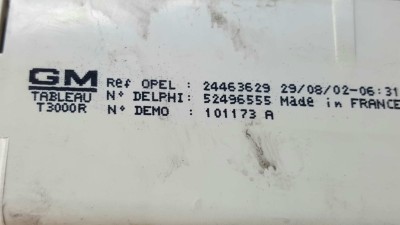 GM
TABLEAU
T3000R
Ref OPEL : 24463629 29/08/02-06:31
N° DELPHI: 52496555 Made in FRANCE
N° DEMO : 101173 A